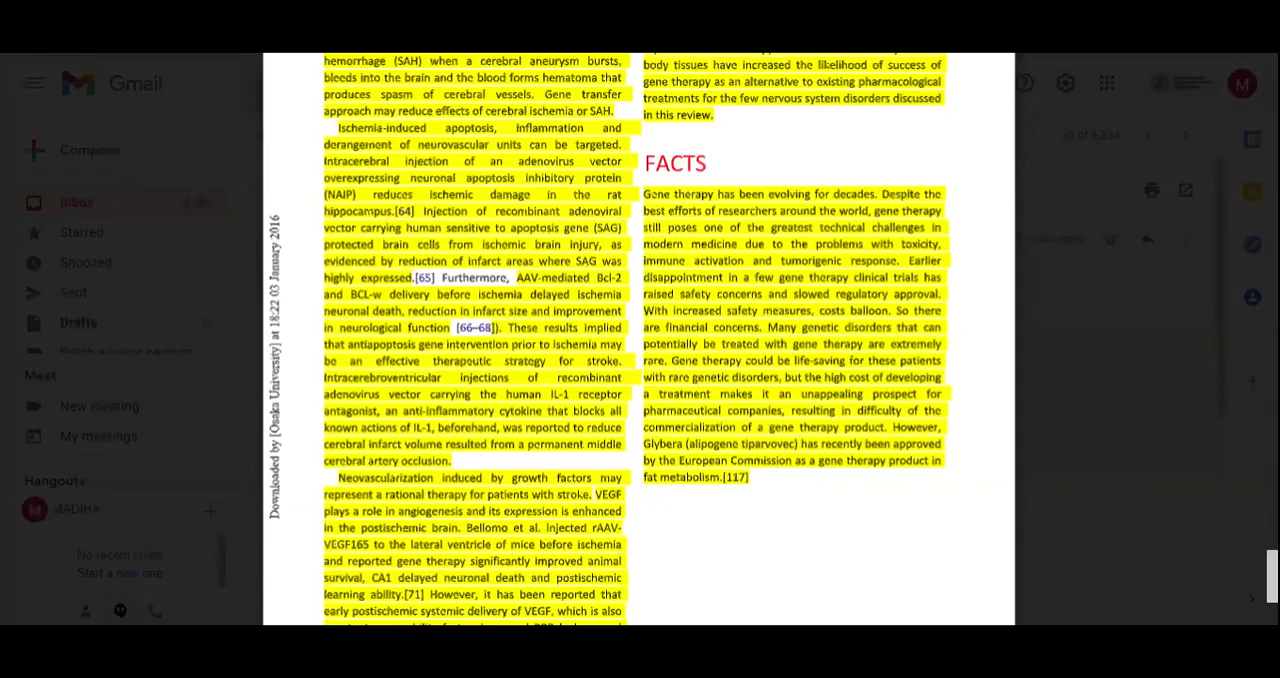 Gmail
Compose
Inbox
Starred
Snoozed
Sent
Drafts
Meet
New meeting
My meetings
Hangouts
MADIHA
No recent chats
Start a new one
Downloaded by [Osaka University] at 18:22 03 January 2016
hemorrhage (SAH) when a cerebral aneurysm bursts,
bleeds into the brain and the blood forms hematoma that
produces spasm of cerebral vessels. Gene transfer
approach may reduce effects of cerebral ischemia or SAH.
Ischemia-induced apoptosis, inflammation and
derangement of neurovascular units can be targeted.
Intracerebral injection of an adenovirus vector
overexpressing neuronal apoptosis inhibitory protein
(NAIP) reduces ischemic damage in the rat
hippocampus.[64] Injection of recombinant adenoviral
vector carrying human sensitive to apoptosis gene (SAG)
protected brain cells from ischemic brain injury, as
evidenced by reduction of infarct areas where SAG was
highly expressed.[65] Furthermore, AAV-mediated Bcl-2
and BCL-w delivery before ischemia delayed ischemia
neuronal death, reduction in infarct size and improvement
in neurological function [66–68]). These results implied
that antiapoptosis gene intervention prior to ischemia may
be an effective therapeutic strategy for stroke.
Intracerebroventricular injections of recombinant
adenovirus vector carrying the human IL-1 receptor
antagonist, an anti-inflammatory cytokine that blocks all
known actions of IL-1, beforehand, was reported to reduce
cerebral infarct volume resulted from a permanent middle
cerebral artery occlusion.
Neovascularization induced by growth factors may
represent a rational therapy for patients with stroke. VEGF
plays a role in angiogenesis and its expression is enhanced
in the postischemic brain. Bellomo et al. Injected rAAV-
VEGF165 to the lateral ventricle of mice before ischemia
and reported gene therapy significantly improved animal
survival, CA1 delayed neuronal death and postischemic
learning ability.[71] However, it has been reported that
early postischemic systemic delivery of VEGF, which is also
body tissues have increased the likelihood of success of
gene therapy as an alternative to existing pharmacological
treatments for the few nervous system disorders discussed
in this review.
FACTS
Gene therapy has been evolving for decades. Despite the
best efforts of researchers around the world, gene therapy
still poses one of the greatest technical challenges in
modern medicine due to the problems with toxicity,
immune activation and tumorigenic response. Earlier
disappointment in a few gene therapy clinical trials has
raised safety concerns and slowed regulatory approval.
With increased safety measures, costs balloon. So there
are financial concerns. Many genetic disorders that can
potentially be treated with gene therapy are extremely
rare. Gene therapy could be life-saving for these patients
with rare genetic disorders, but the high cost of developing
a treatment makes it an unappealing prospect for
pharmaceutical companies, resulting in difficulty of the
commercialization of a gene therapy product. However,
Glybera (alipogene tiparvovec) has recently been approved
by the European Commission as a gene therapy product in
fat metabolism.[117]
M
M